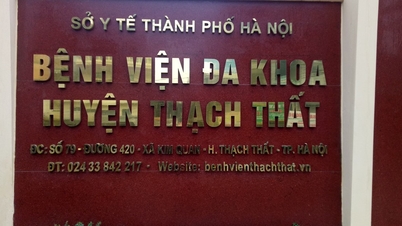 SỞ Y TẾ THÀNH PHỐ HÀ NỘI
BỆNH VIỆN ĐA KHOA
HUYỆN THẠCH THẤT
ĐC: SỐ 79 - ĐƯỜNG 420 - XÃ KIM QUAN - H. THẠCH THẤT - TP. HÀ NỘI
ĐT: 024 33 842 217 - Website: benhvienthachthat.vn